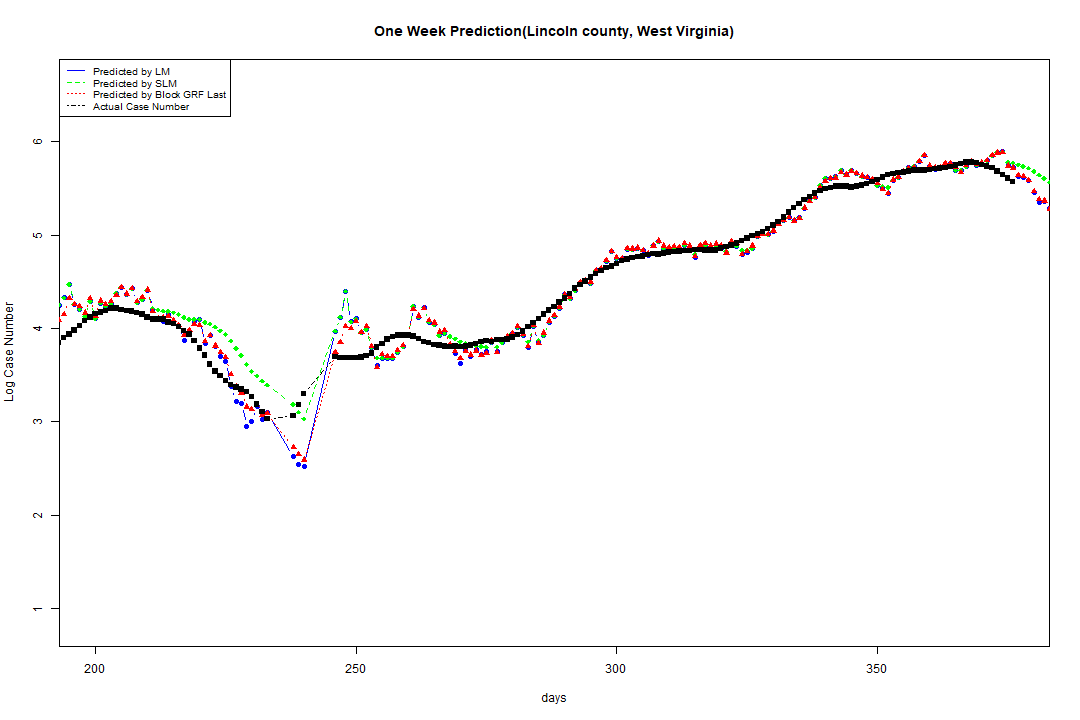 One Week Prediction(Lincoln county, West Virginia)
Predicted by LM
Predicted by SLM
Predicted by Block GRF Last
Actual Case Number
6
5
4
3
2
1
Log Case Number
200 250 300 350
days